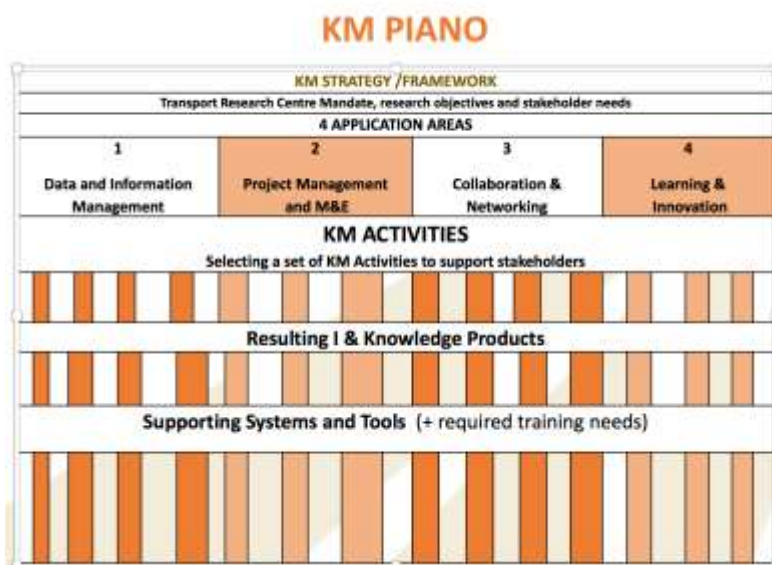 KM PIANO
KM STRATEGY /FRAMEWORK
Transport Research Centre Mandate, research objectives and stakeholder needs
4 APPLICATION AREAS
1
Data and Information
Management
2
Project Management
and M&E
3
Collaboration &
Networking
4
Learning &
Innovation
KM ACTIVITIES
Selecting a set of KM Activities to support stakeholders
Resulting I & Knowledge Products
Supporting Systems and Tools (+ required training needs)